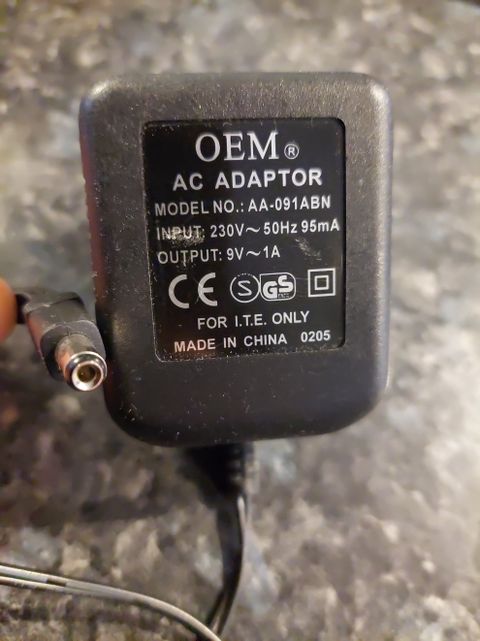 OEM®
AC ADAPTOR
MODEL NO.: AA-091ABN
INPUT: 230V～50Hz 95mA
OUTPUT: 9V～1A
CE S GS
FOR I.T.E. ONLY
MADE IN CHINA 0205